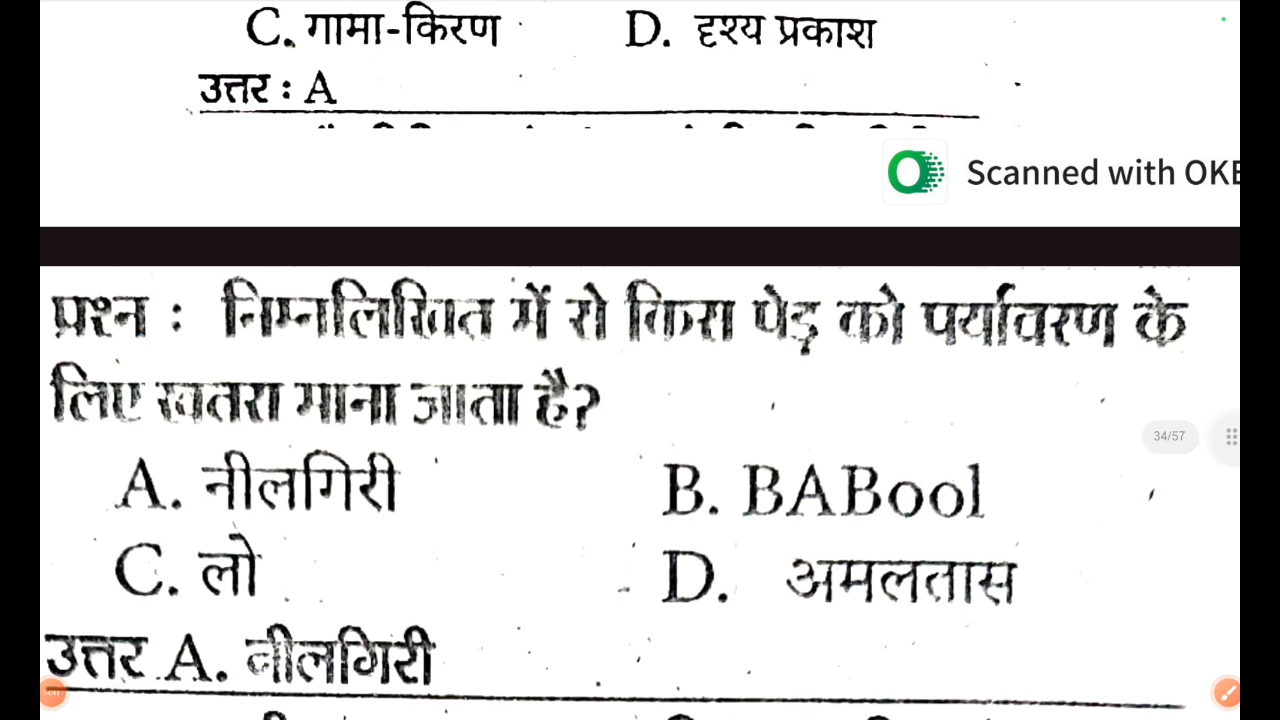 C. गामा-किरण D. दृश्य प्रकाश
उत्तर : A
Scanned with OKE
प्रश्न : निम्नलिखित में से किस पेड़ को पर्यावरण के
लिए खतरा माना जाता है?
34/57
A. नीलगिरी B. BABool
C. लो D. अमलतास
उत्तर A. नीलगिरी